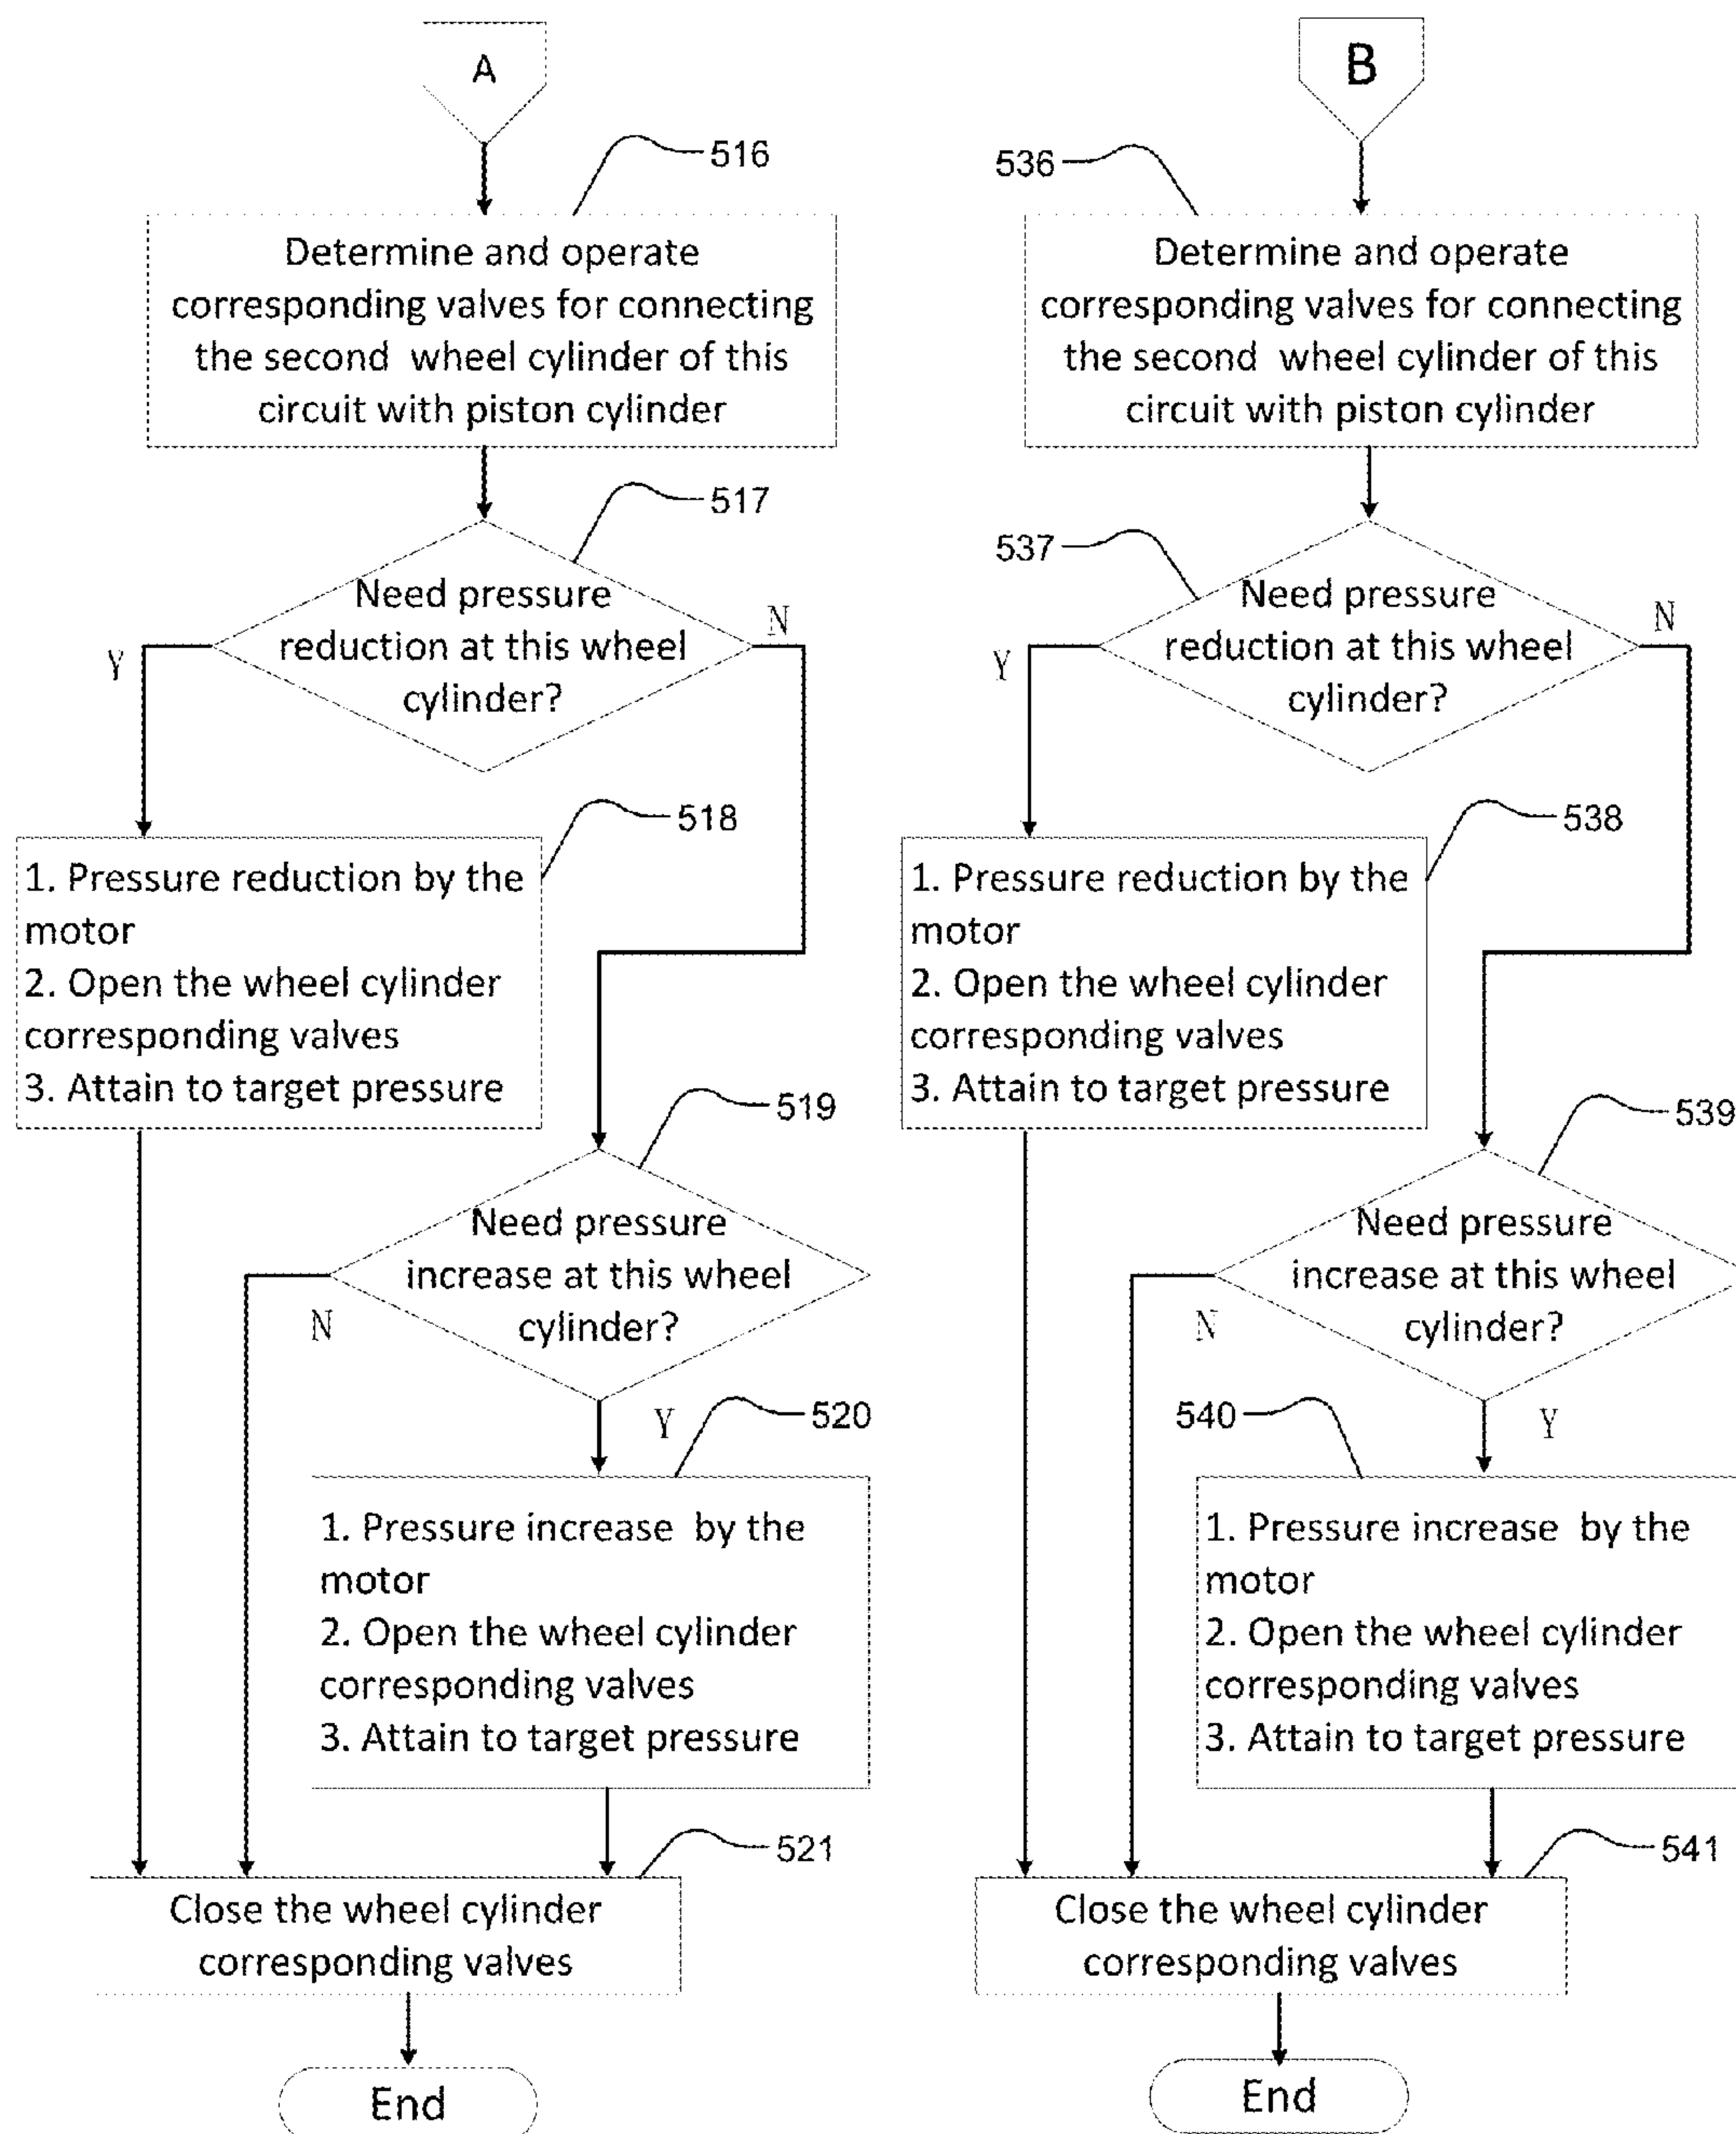 A
516
Determine and operate
corresponding valves for connecting
the second wheel cylinder of this
circuit with piston cylinder
517
Need pressure
reduction at this wheel
cylinder?
Y
N
518
1. Pressure reduction by the
motor
2. Open the wheel cylinder
corresponding valves
3. Attain to target pressure
519
Need pressure
increase at this wheel
cylinder?
N
Y
520
1. Pressure increase by the
motor
2. Open the wheel cylinder
corresponding valves
3. Attain to target pressure
521
Close the wheel cylinder
corresponding valves
End
B
536
Determine and operate
corresponding valves for connecting
the second wheel cylinder of this
circuit with piston cylinder
537
Need pressure
reduction at this wheel
cylinder?
Y
N
538
1. Pressure reduction by the
motor
2. Open the wheel cylinder
corresponding valves
3. Attain to target pressure
539
Need pressure
increase at this wheel
cylinder?
N
Y
540
1. Pressure increase by the
motor
2. Open the wheel cylinder
corresponding valves
3. Attain to target pressure
541
Close the wheel cylinder
corresponding valves
End